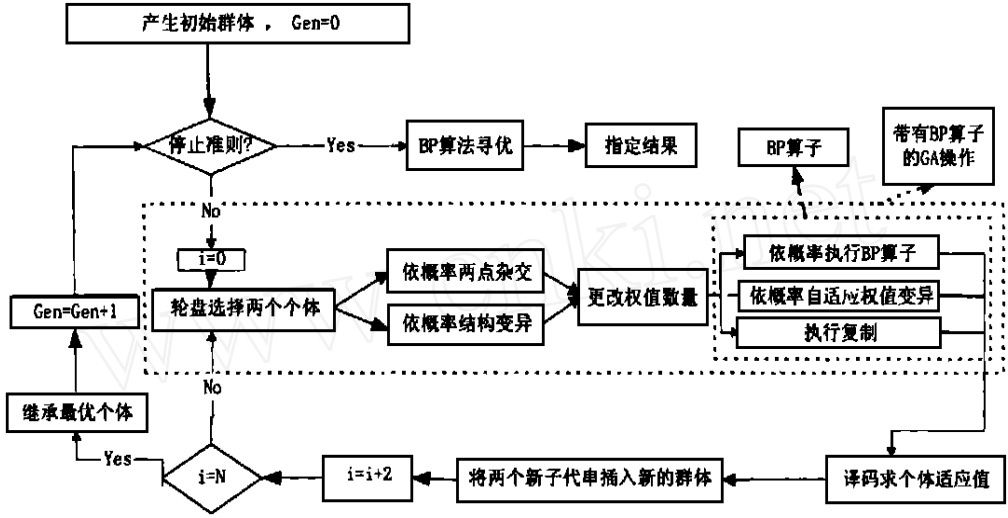 产生初始群体 ， Gen=0
停止准则?
Yes
BP算法寻优
指定结果
BP算子
带有BP算子
的GA操作
No
i=0
轮盘选择两个个体
依概率两点杂交
依概率结构变异
更改权值数量
依概率执行BP算子
依概率自适应权值变异
执行复制
Gen=Gen+1
继承最优个体
No
Yes
i=N
i=i+2
将两个新子代串插入新的群体
译码求个体适应值
www.cnki.net